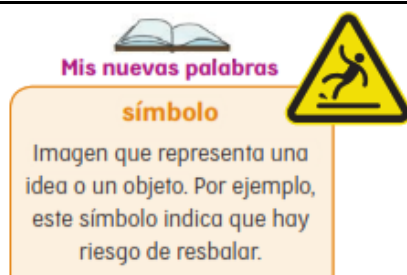 Mis nuevas palabras
símbolo
Imagen que representa una
idea o un objeto. Por ejemplo,
este símbolo indica que hay
riesgo de resbalar.